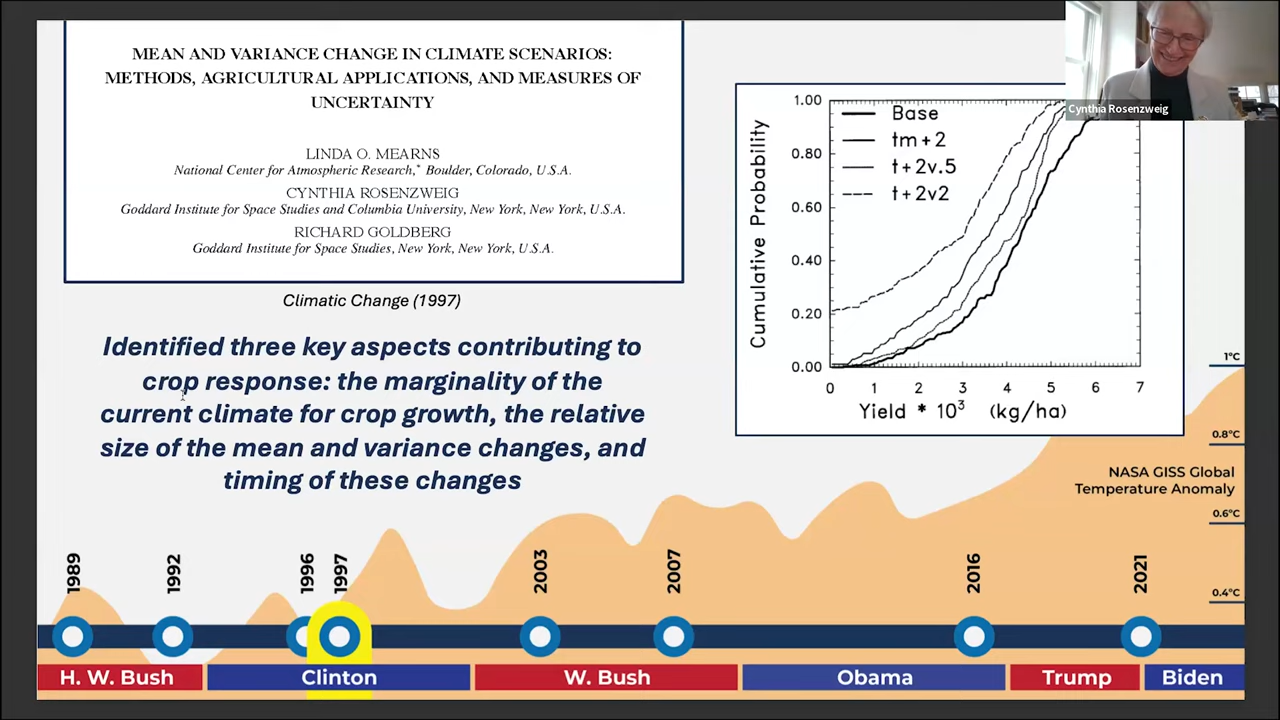 MEAN AND VARIANCE CHANGE IN CLIMATE SCENARIOS:
METHODS, AGRICULTURAL APPLICATIONS, AND MEASURES OF
UNCERTAINTY
LINDA O. MEARNS
National Center for Atmospheric Research,* Boulder, Colorado, U.S.A.
CYNTHIA ROSENZWEIG
Goddard Institute for Space Studies and Columbia University, New York, New York, U.S.A.
RICHARD GOLDBERG
Goddard Institute for Space Studies, New York, New York, U.S.A.
Climatic Change (1997)
Identified three key aspects contributing to
crop response: the marginality of the
current climate for crop growth, the relative
size of the mean and variance changes, and
timing of these changes
Cynthia Rosenzweig
Cumulative Probability
1.00
0.80
0.60
0.40
0.20
0.00
Base
tm+2
t+2v.5
t+2v2
0 1 2 3 4 5 6 7
Yield * 10³ (kg/ha)
1°C
0.8°C
NASA GISS Global
Temperature Anomaly
0.6°C
0.4°C
1989 1992 1996 1997 2003 2007 2016 2021
H. W. Bush Clinton W. Bush Obama Trump Biden